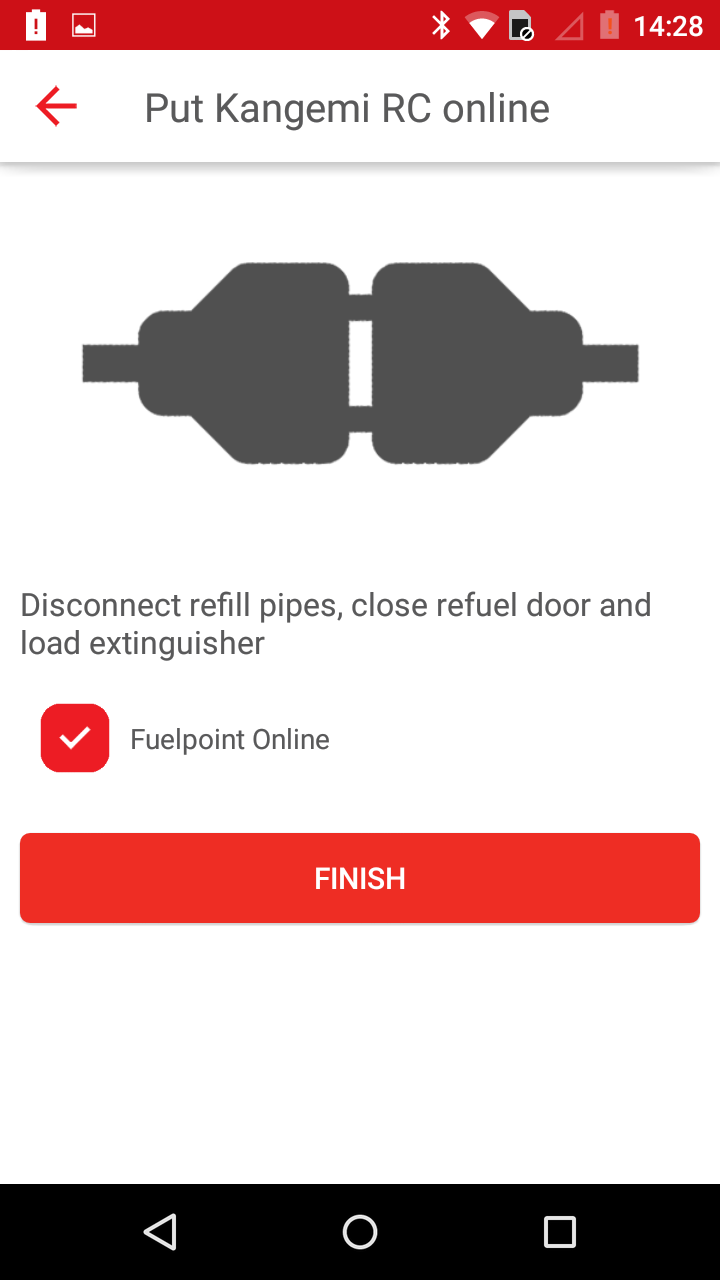 14:28
Put Kangemi RC online
Disconnect refill pipes, close refuel door and
load extinguisher
Fuelpoint Online
FINISH